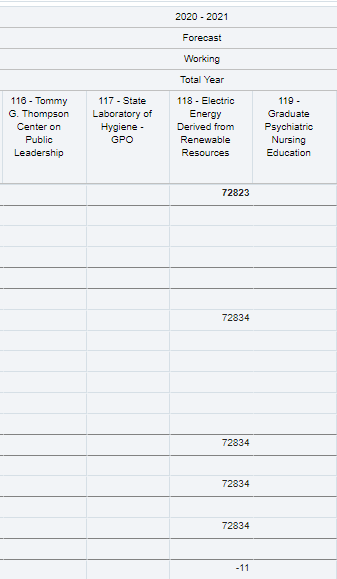 2020 - 2021
Forecast
Working
Total Year
116 - Tommy
G. Thompson
Center on
Public
Leadership
117 - State
Laboratory of
Hygiene -
GPO
118 - Electric
Energy
Derived from
Renewable
Resources
119 -
Graduate
Psychiatric
Nursing
Education
72823
72834
72834
72834
72834
-11